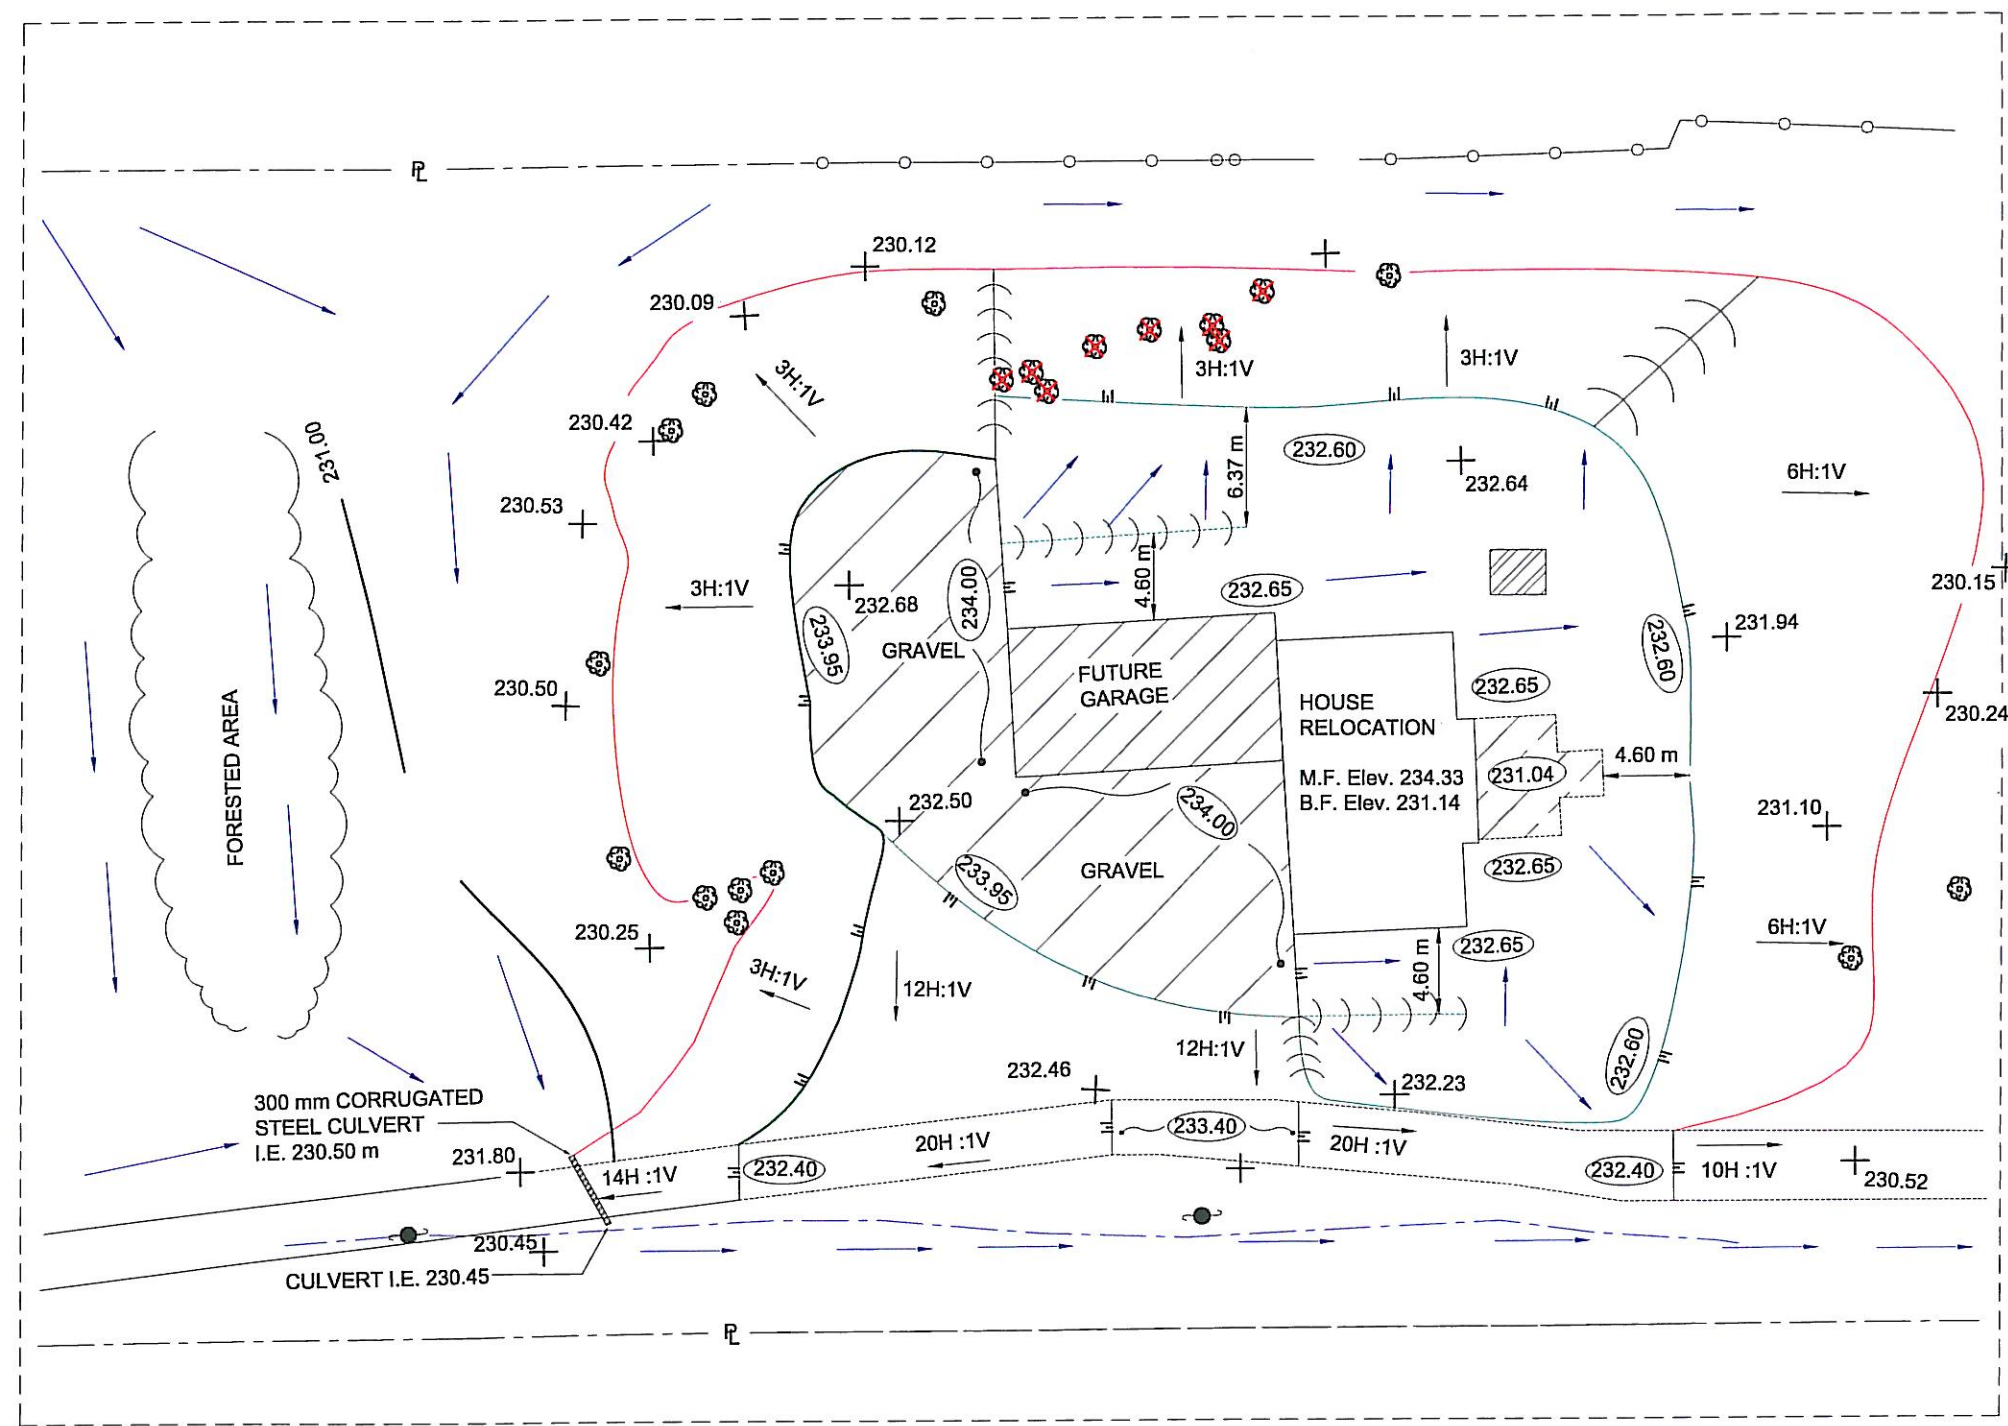 PL
230.12
230.09
3H:1V
3H:1V
3H:1V
230.42
231.00
232.60
232.64
6.37 m
6H:1V
230.53
234.00
4.60 m
232.65
230.15
3H:1V
232.68
233.95
GRAVEL
232.60
231.94
FORESTED AREA
230.50
FUTURE
GARAGE
HOUSE
RELOCATION
M.F. Elev. 234.33
B.F. Elev. 231.14
232.65
230.24
231.04
4.60 m
232.50
234.00
231.10
233.95
GRAVEL
232.65
230.25
3H:1V
12H:1V
4.60 m
232.65
6H:1V
12H:1V
232.60
232.46
232.23
300 mm CORRUGATED
STEEL CULVERT
I.E. 230.50 m
231.80
14H :1V
232.40
20H :1V
233.40
20H :1V
232.40
10H :1V
230.52
230.45
CULVERT I.E. 230.45
PL